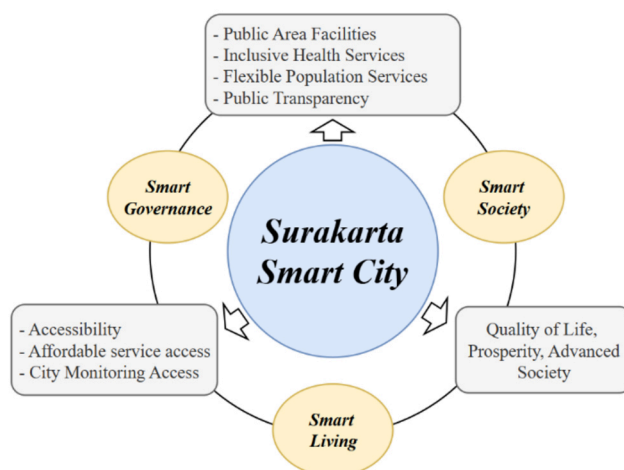 - Public Area Facilities
- Inclusive Health Services
- Flexible Population Services
- Public Transparency
Smart
Governance
Smart
Society
Surakarta
Smart City
- Accessibility
- Affordable service access
- City Monitoring Access
Quality of Life,
Prosperity, Advanced
Society
Smart
Living